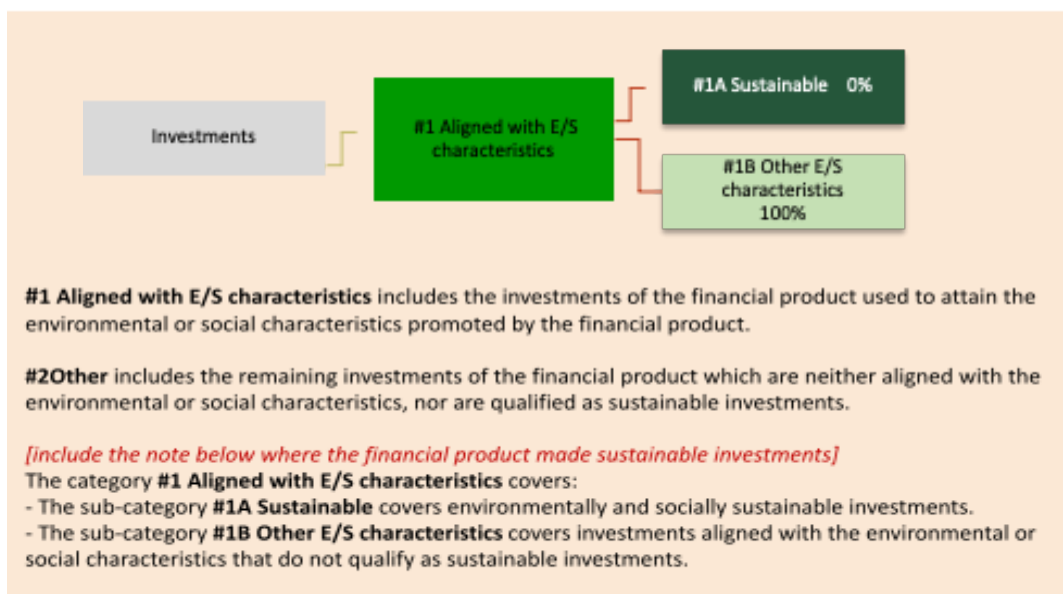 Investments
#1 Aligned with E/S
characteristics
#1A Sustainable 0%
#1B Other E/S
characteristics
100%
#1 Aligned with E/S characteristics includes the investments of the financial product used to attain the
environmental or social characteristics promoted by the financial product.
#2Other includes the remaining investments of the financial product which are neither aligned with the
environmental or social characteristics, nor are qualified as sustainable investments.
[include the note below where the financial product made sustainable investments]
The category #1 Aligned with E/S characteristics covers:
- The sub-category #1A Sustainable covers environmentally and socially sustainable investments.
- The sub-category #1B Other E/S characteristics covers investments aligned with the environmental or
social characteristics that do not qualify as sustainable investments.